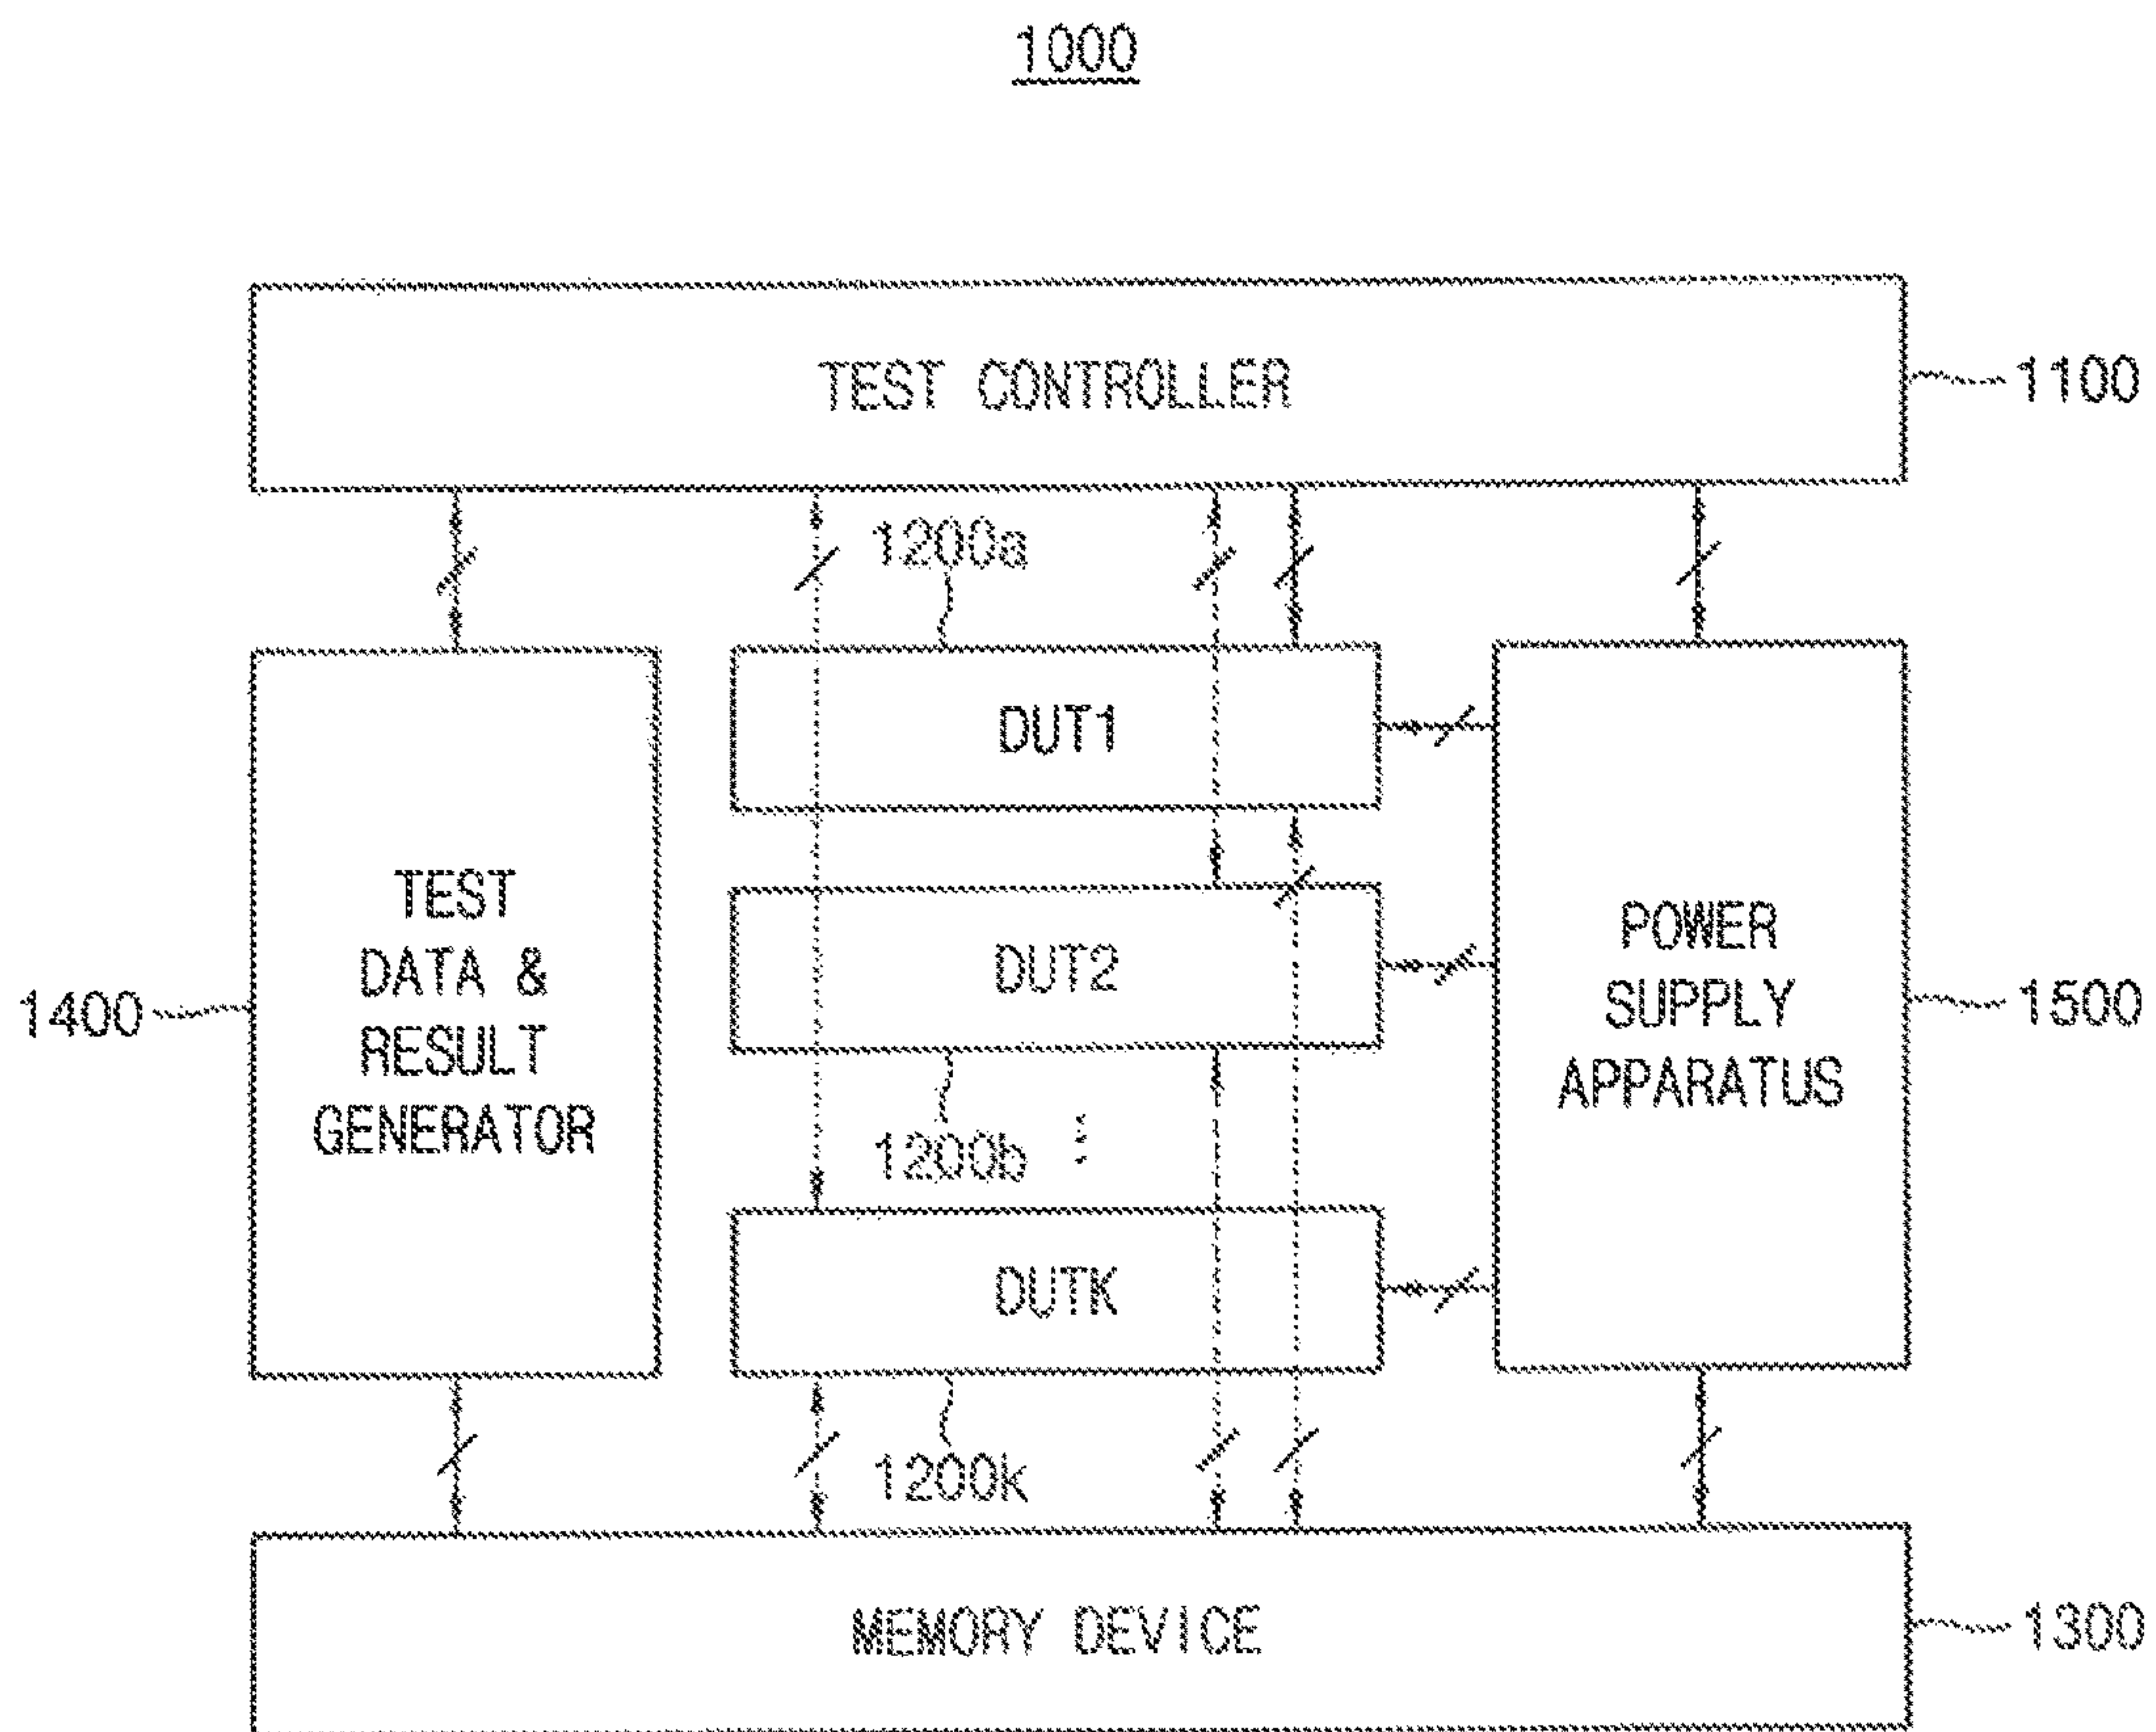 1000
TEST CONTROLLER
1100
1200a
DUT1
TEST
DATA &
RESULT
GENERATOR
1400
DUT2
1200b
POWER
SUPPLY
APPARATUS
1500
DUTK
1200k
MEMORY DEVICE
1300